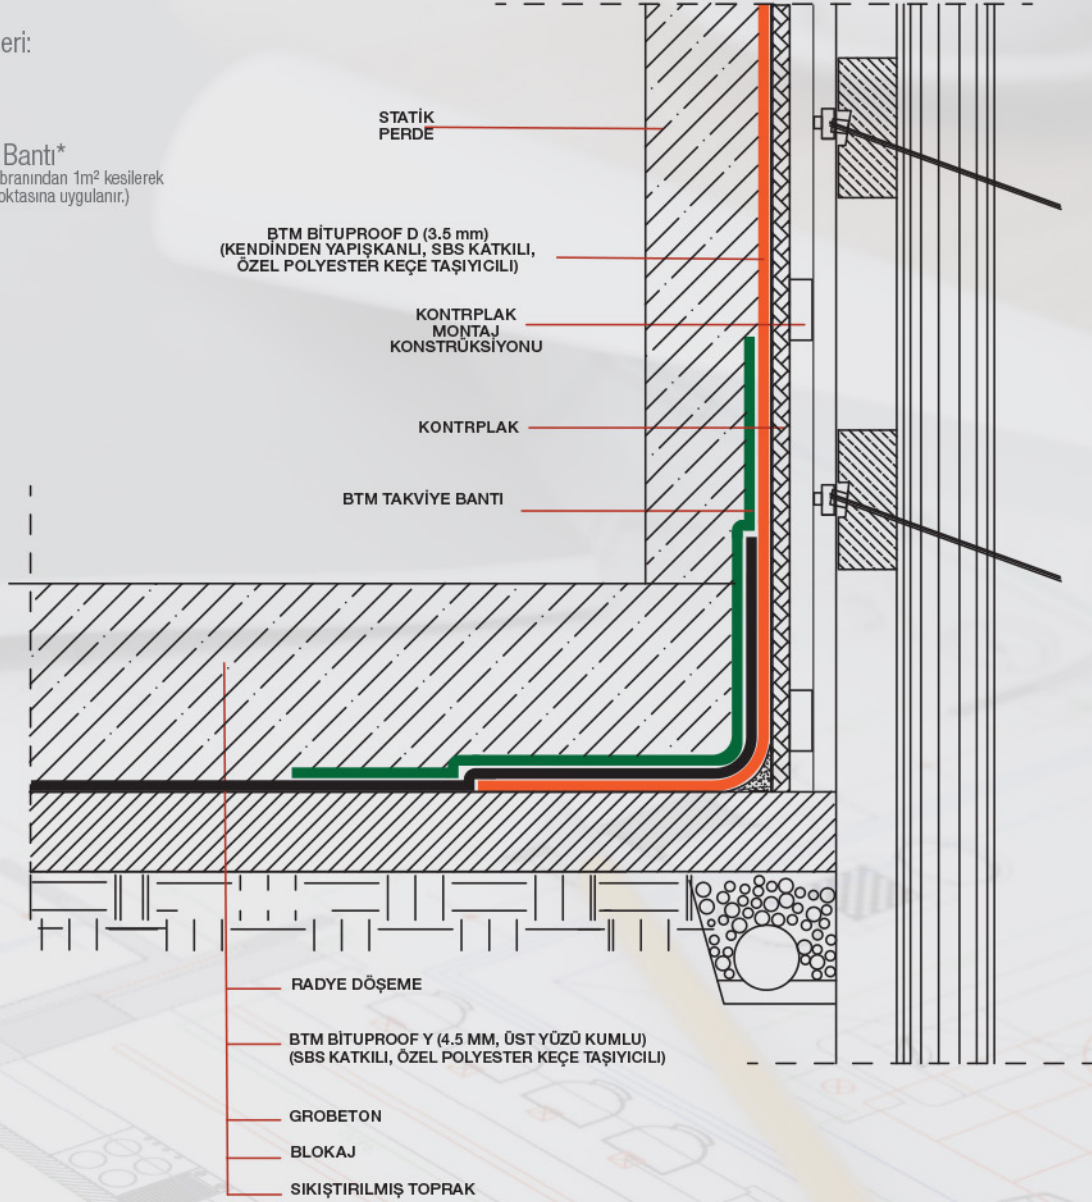 eri:
Bantı*
branından 1m² kesilerek
oktasına uygulanır.)
STATİK
PERDE
BTM BİTUPROOF D (3.5 mm)
(KENDİNDEN YAPIŞKANLI, SBS KATKILI,
ÖZEL POLYESTER KEÇE TAŞIYICILI)
KONTRPLAK
MONTAJ
KONSTRÜKSİYONU
KONTRPLAK
BTM TAKVİYE BANTI
RADYE DÖŞEME
BTM BİTUPROOF Y (4.5 MM, ÜST YÜZÜ KUMLU)
(SBS KATKILI, ÖZEL POLYESTER KEÇE TAŞIYICILI)
GROBETON
BLOKAJ
SIKIŞTIRILMIŞ TOPRAK